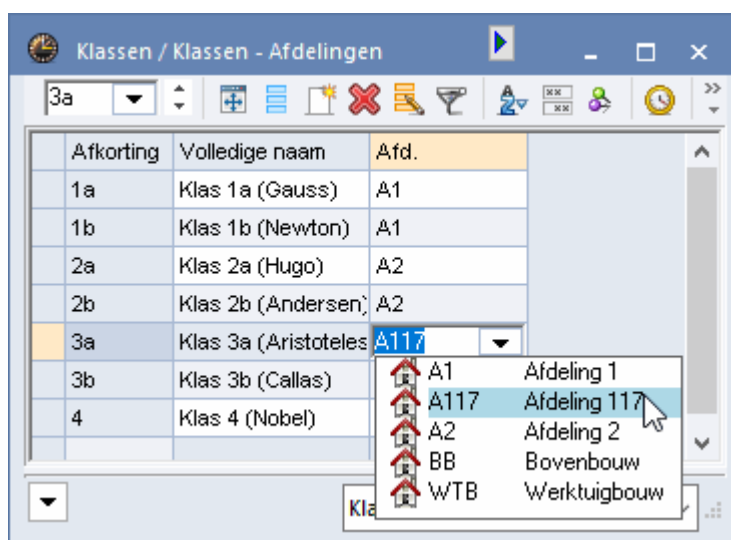 Klassen / Klassen - Afdelingen
3a
Afkorting Volledige naam Afd.
1a Klas 1a (Gauss) A1
1b Klas 1b (Newton) A1
2a Klas 2a (Hugo) A2
2b Klas 2b (Andersen) A2
3a Klas 3a (Aristoteles A117
3b Klas 3b (Callas)
4 Klas 4 (Nobel)
A1 Afdeling 1
A117 Afdeling 117
A2 Afdeling 2
BB Bovenbouw
WTB Werktuigbouw